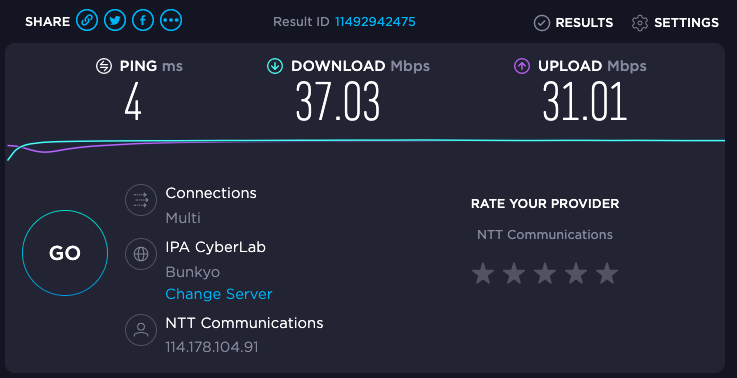 SHARE
Result ID 11492942475
RESULTS
SETTINGS
PING ms
4
DOWNLOAD Mbps
37.03
UPLOAD Mbps
31.01
GO
Connections
Multi
IPA CyberLab
Bunkyo
Change Server
NTT Communications
114.178.104.91
RATE YOUR PROVIDER
NTT Communications